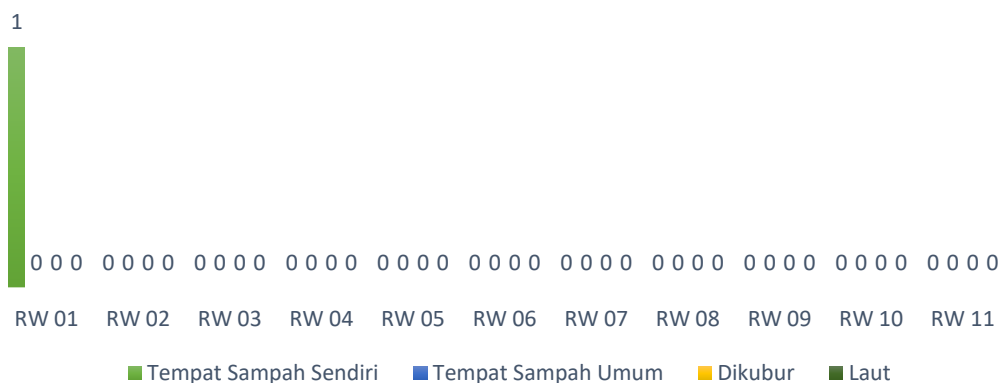 1
0 0 0 0 0 0 0 0 0 0 0 0 0 0 0 0 0 0 0 0 0 0 0 0 0 0 0 0 0 0 0 0 0 0 0 0 0 0 0 0 0 0 0
RW 01 RW 02 RW 03 RW 04 RW 05 RW 06 RW 07 RW 08 RW 09 RW 10 RW 11
Tempat Sampah Sendiri Tempat Sampah Umum Dikubur Laut